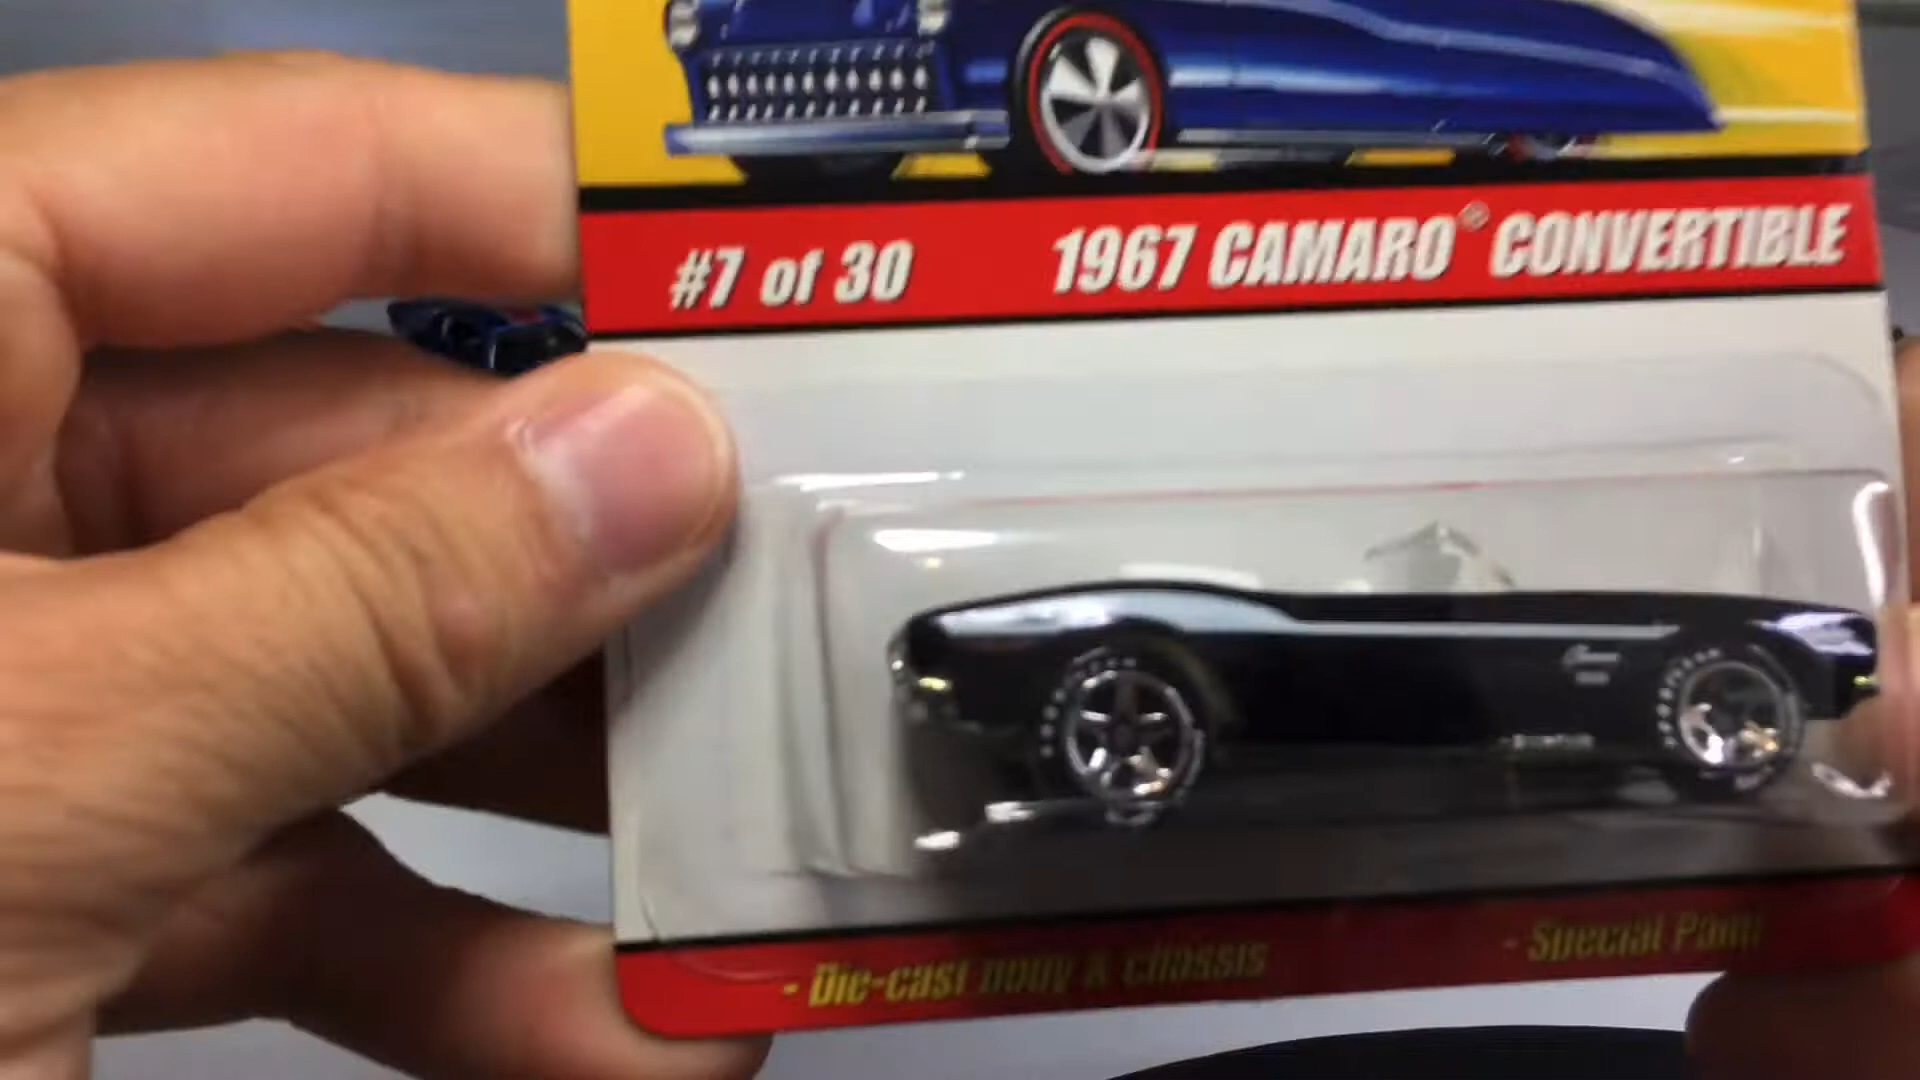 #7 of 30 1967 CAMARO® CONVERTIBLE
- Die-cast body & chassis - Special Paint